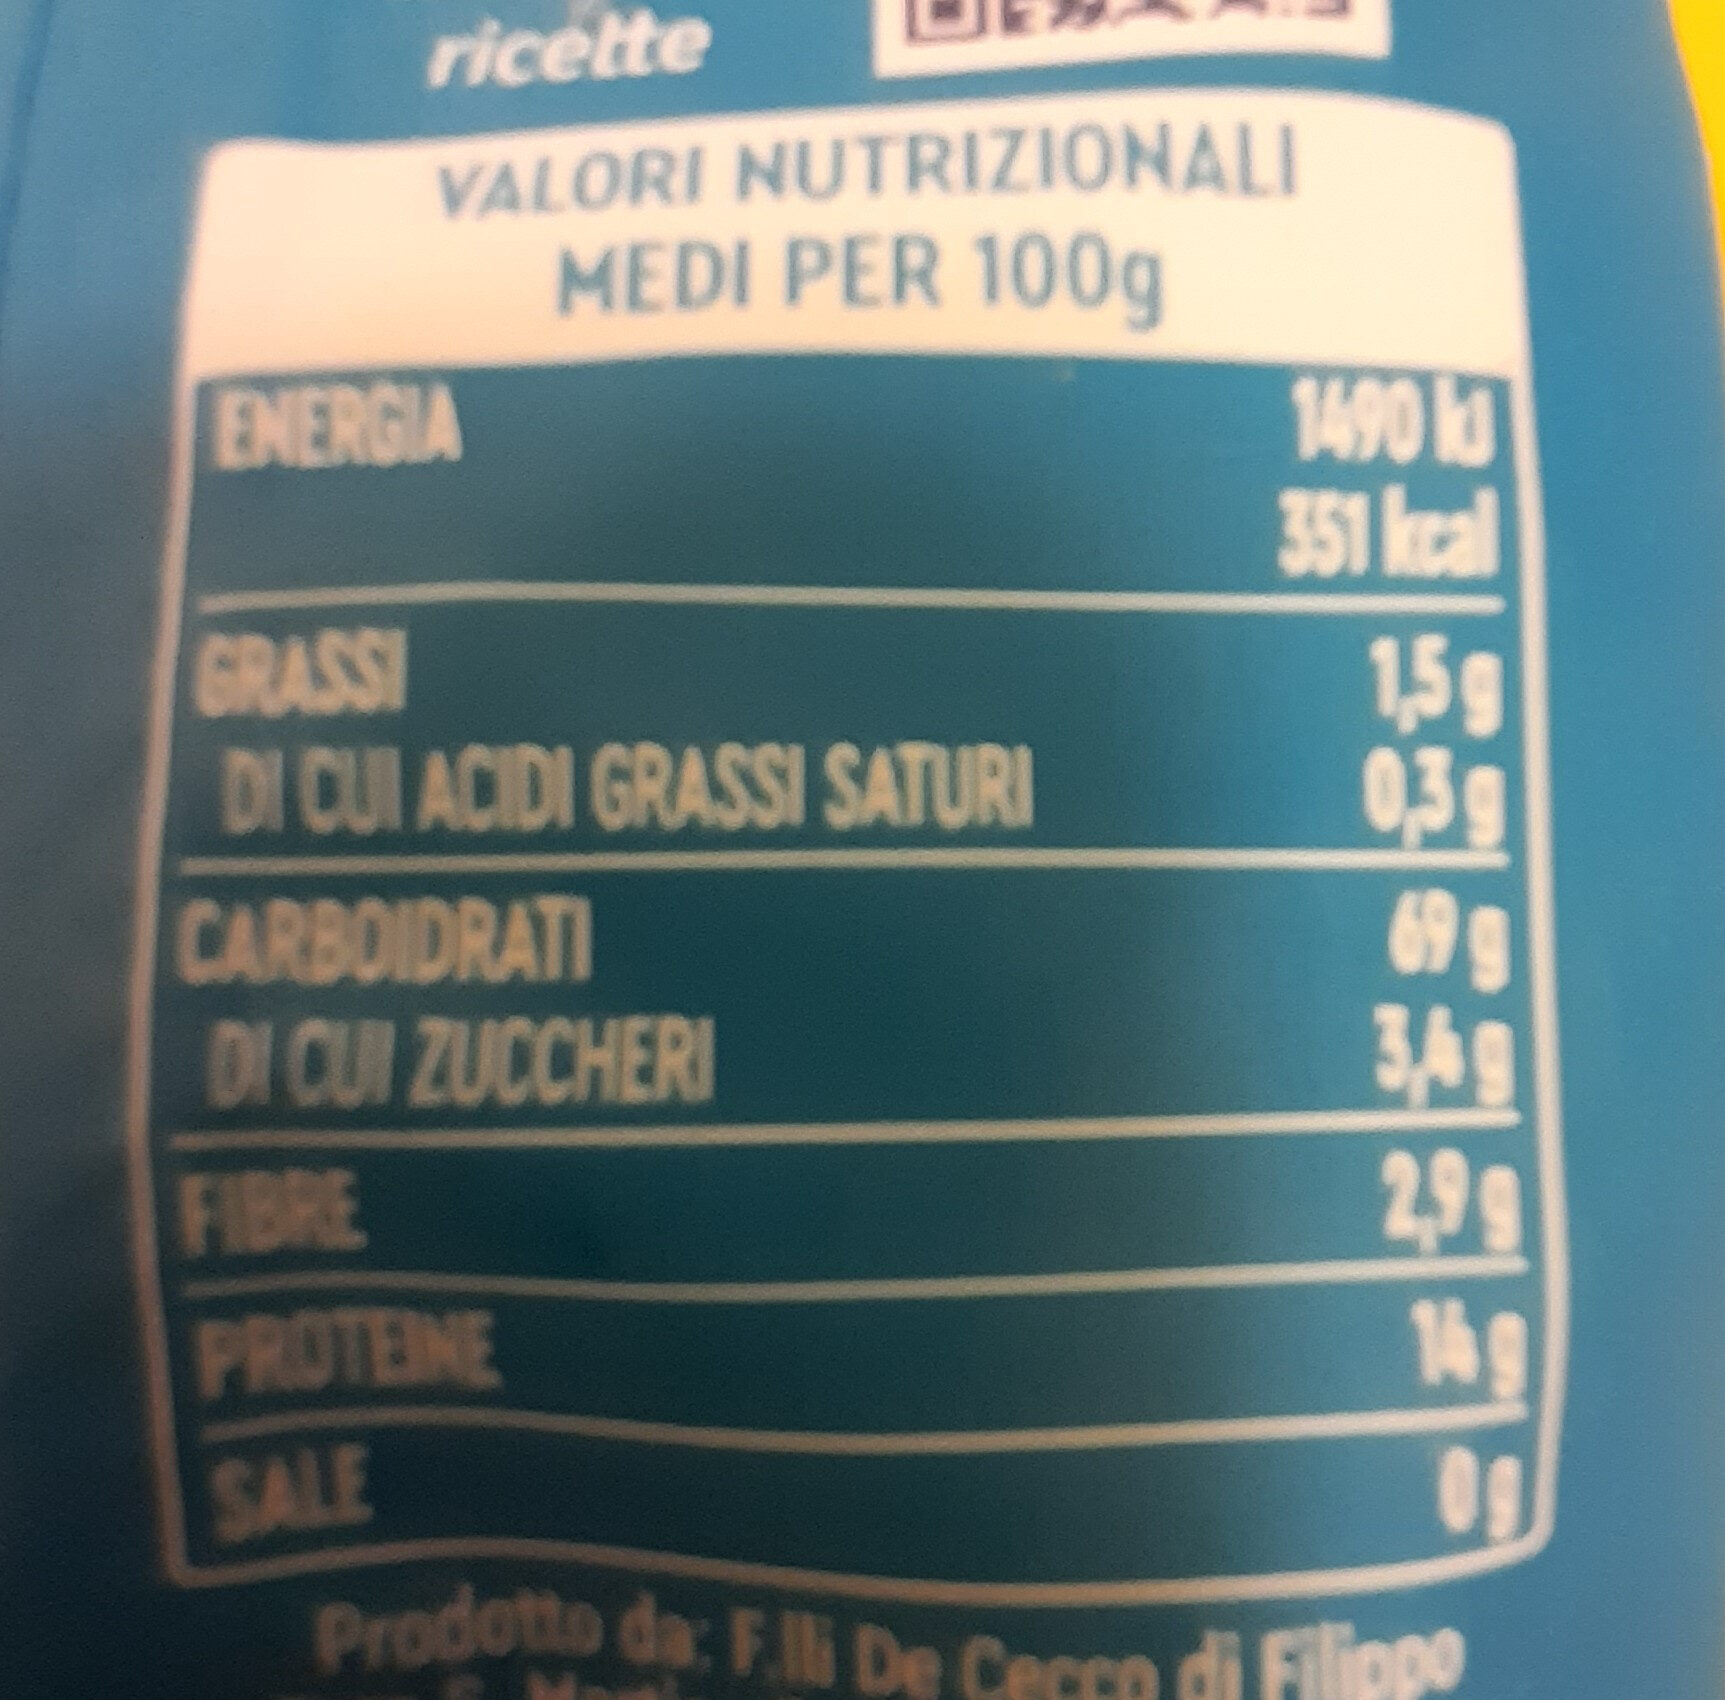 ricette
VALORI NUTRIZIONALI
MEDI PER 100g
ENERGIA 1490 kJ
351 kcal
GRASSI 1,5 g
DI CUI ACIDI GRASSI SATURI 0,3 g
CARBOIDRATI 69 g
DI CUI ZUCCHERI 3,4 g
FIBRE 2,9 g
PROTEINE 14 g
SALE 0 g
Prodotto da: F.lli De Cecco di Filippo